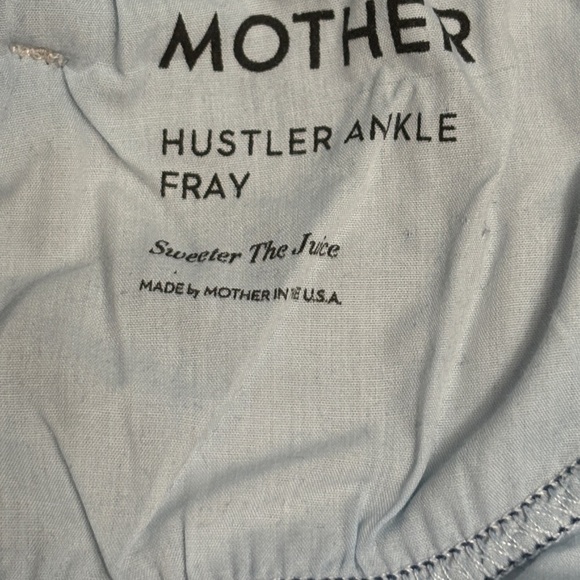 MOTHER
HUSTLER ANKLE
FRAY
Sweeter The Juice
MADE by MOTHER IN THE U.S.A.